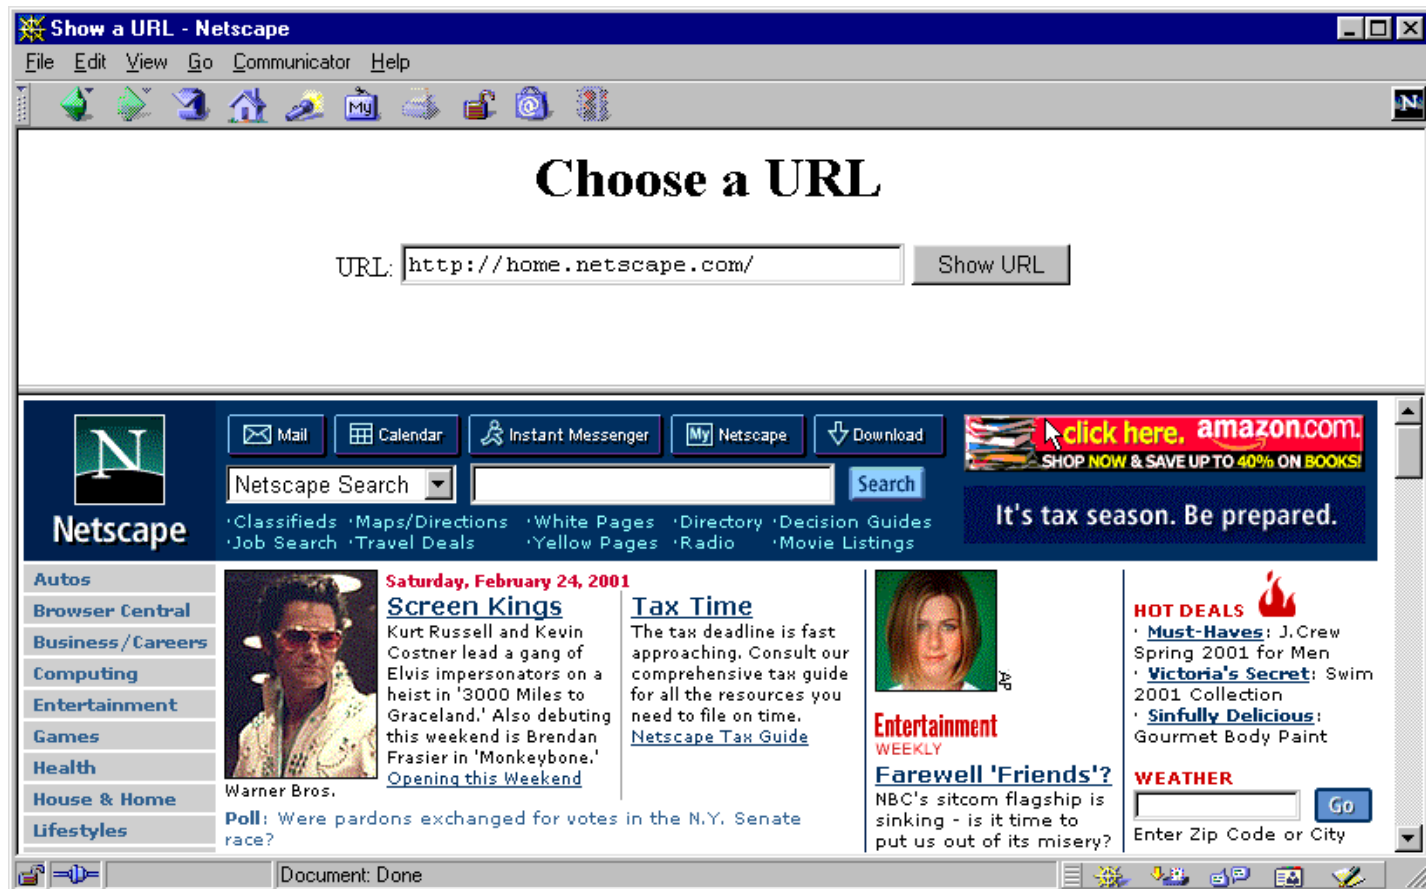 Show a URL - Netscape
File Edit View Go Communicator Help
My
N
Choose a URL
URL: http://home.netscape.com/ Show URL
N
Netscape
Mail Calendar Instant Messenger My Netscape Download
Netscape Search Search
·Classifieds ·Maps/Directions ·White Pages ·Directory ·Decision Guides
·Job Search ·Travel Deals ·Yellow Pages ·Radio ·Movie Listings
click here. amazon.com.
SHOP NOW & SAVE UP TO 40% ON BOOKS!
It's tax season. Be prepared.
Autos
Browser Central
Business/Careers
Computing
Entertainment
Games
Health
House & Home
Lifestyles
Saturday, February 24, 2001
Screen Kings
Kurt Russell and Kevin
Costner lead a gang of
Elvis impersonators on a
heist in '3000 Miles to
Graceland.' Also debuting
this weekend is Brendan
Frasier in 'Monkeybone.'
Opening this Weekend
Warner Bros.
Tax Time
The tax deadline is fast
approaching. Consult our
comprehensive tax guide
for all the resources you
need to file on time.
Netscape Tax Guide
Poll: Were pardons exchanged for votes in the N.Y. Senate
race?
AP
Entertainment
WEEKLY
Farewell 'Friends'?
NBC's sitcom flagship is
sinking - is it time to
put us out of its misery?
HOT DEALS
· Must-Haves: J.Crew
Spring 2001 for Men
· Victoria's Secret: Swim
2001 Collection
· Sinfully Delicious:
Gourmet Body Paint
WEATHER
Go
Enter Zip Code or City
Document: Done